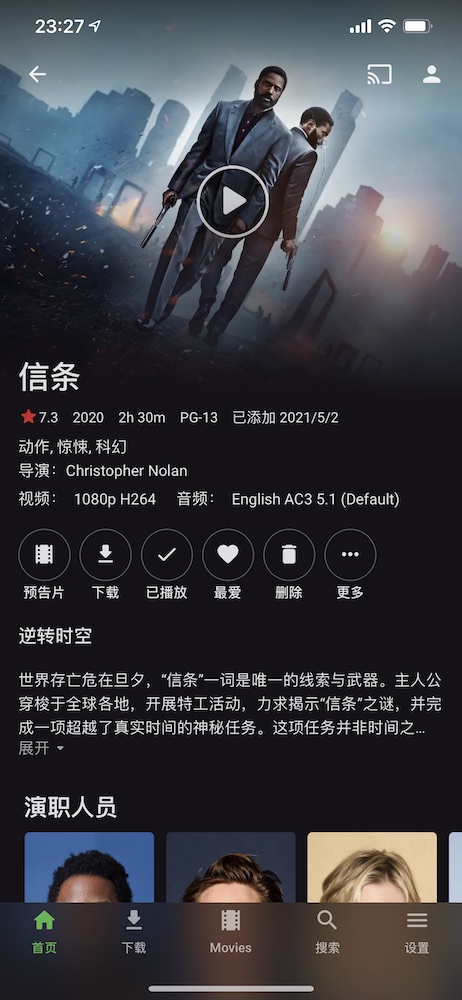 23:27
信条
7.3 2020 2h 30m PG-13 已添加 2021/5/2
动作, 惊悚, 科幻
导演： Christopher Nolan
视频： 1080p H264 音频： English AC3 5.1 (Default)
预告片 下载 已播放 最爱 删除 更多
逆转时空
世界存亡危在旦夕，“信条”一词是唯一的线索与武器。主人公
穿梭于全球各地，开展特工活动，力求揭示“信条”之谜，并完
成一项超越了真实时间的神秘任务。这项任务并非时间之...
展开
演职人员
首页 下载 Movies 搜索 设置